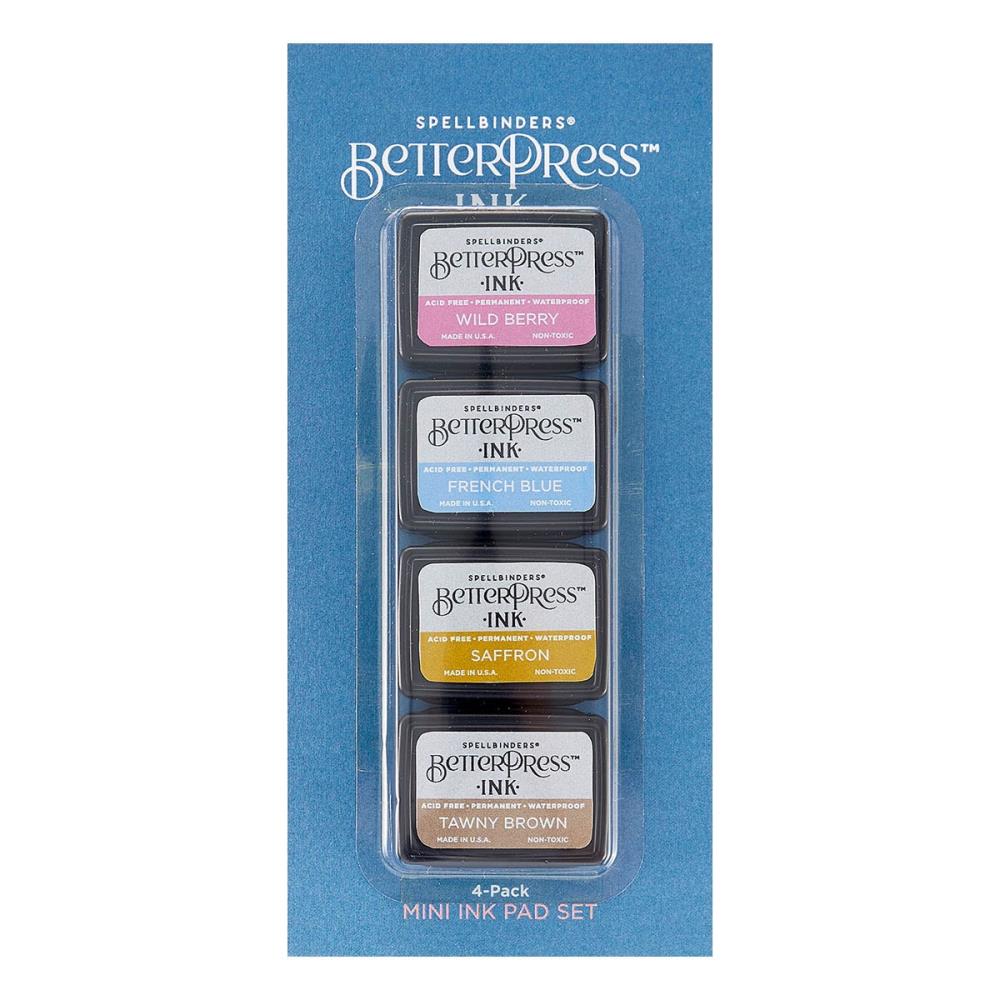 SPELLBINDERS®
BETTERPRESS™
INK
SPELLBINDERS®
BETTERPRESS™
·INK·
ACID FREE • PERMANENT • WATERPROOF
WILD BERRY
MADE IN U.S.A. NON-TOXIC
SPELLBINDERS®
BETTERPRESS™
·INK·
ACID FREE • PERMANENT • WATERPROOF
FRENCH BLUE
MADE IN U.S.A. NON-TOXIC
SPELLBINDERS®
BETTERPRESS™
·INK·
ACID FREE • PERMANENT • WATERPROOF
SAFFRON
MADE IN U.S.A. NON-TOXIC
SPELLBINDERS®
BETTERPRESS™
·INK·
ACID FREE • PERMANENT • WATERPROOF
TAWNY BROWN
MADE IN U.S.A. NON-TOXIC
4-Pack
MINI INK PAD SET